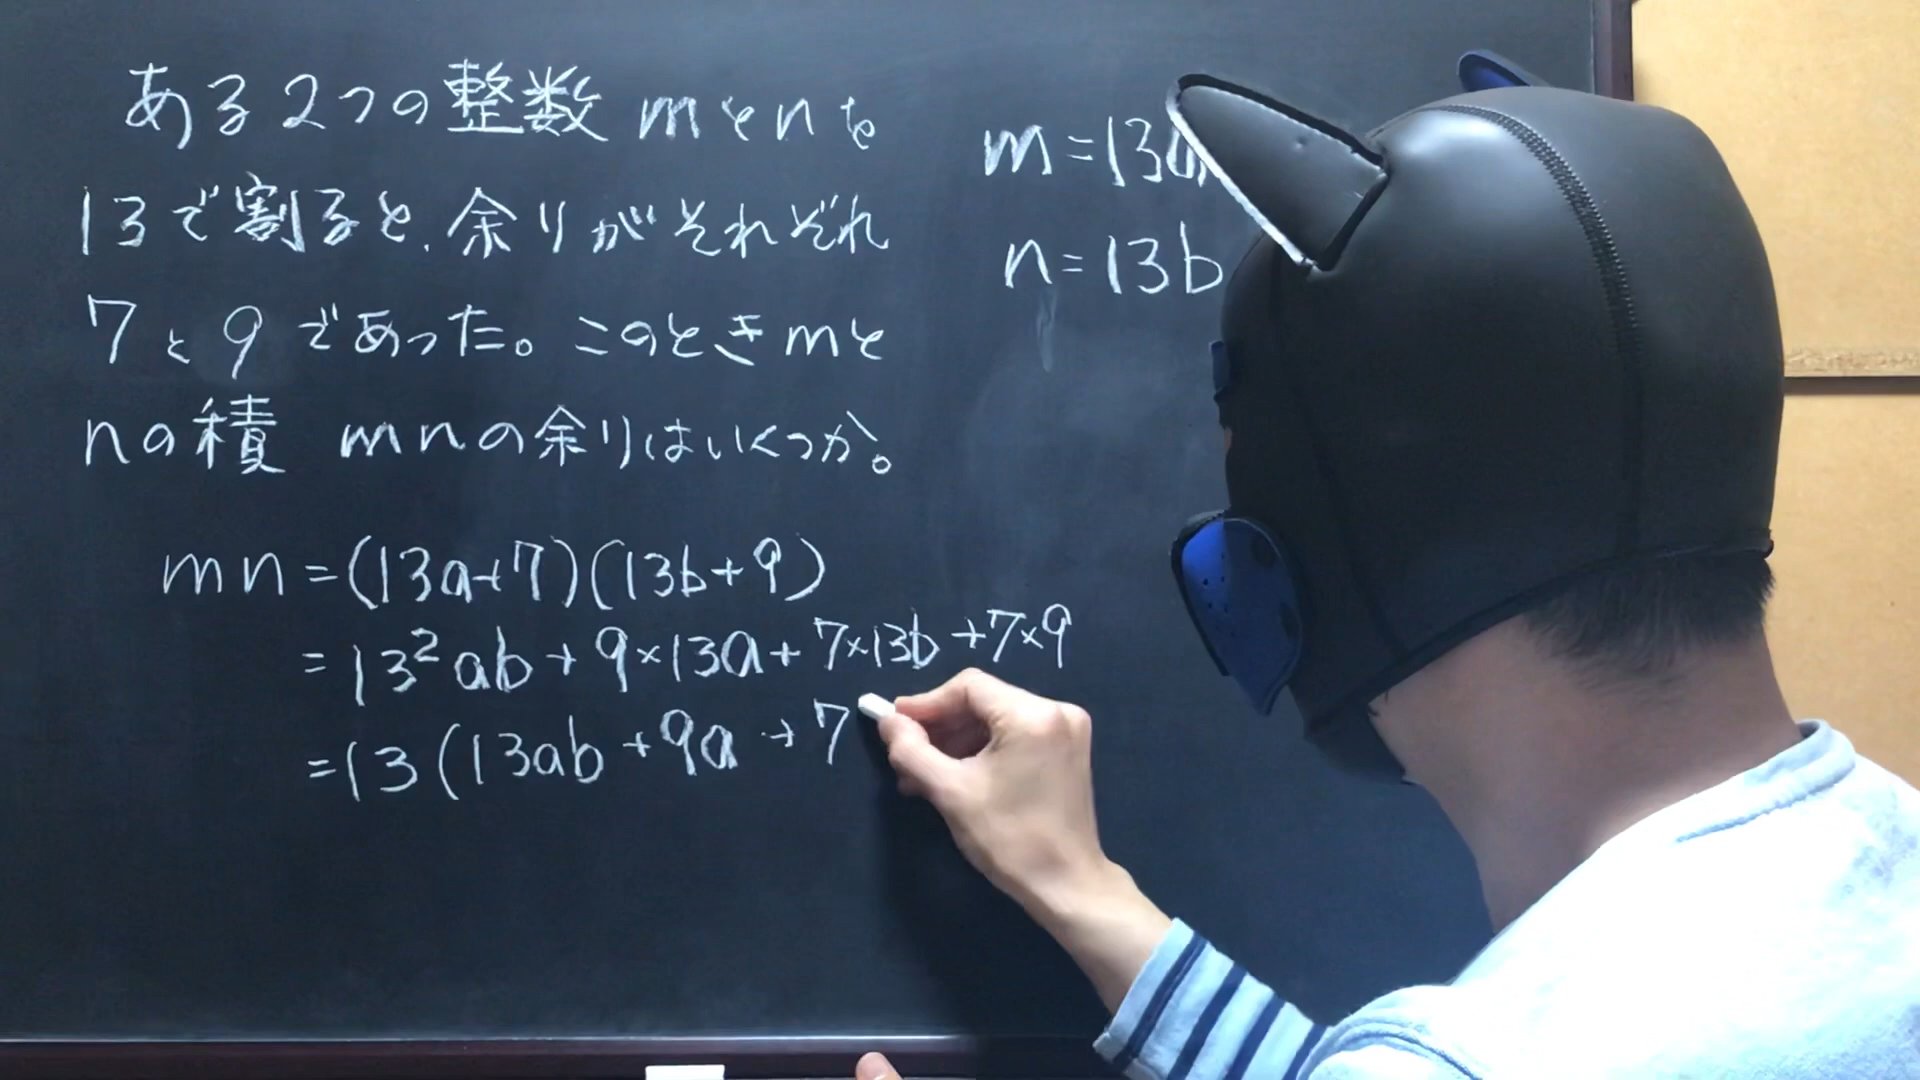 ある2つの整数mとnを
13で割ると、余りがそれぞれ
7と9であった。このときmと
nの積 mnの余りはいくつか。
m=13a
n=13b
mn=(13a+7)(13b+9)
=13²ab+9×13a+7×13b+7×9
=13(13ab+9a+7